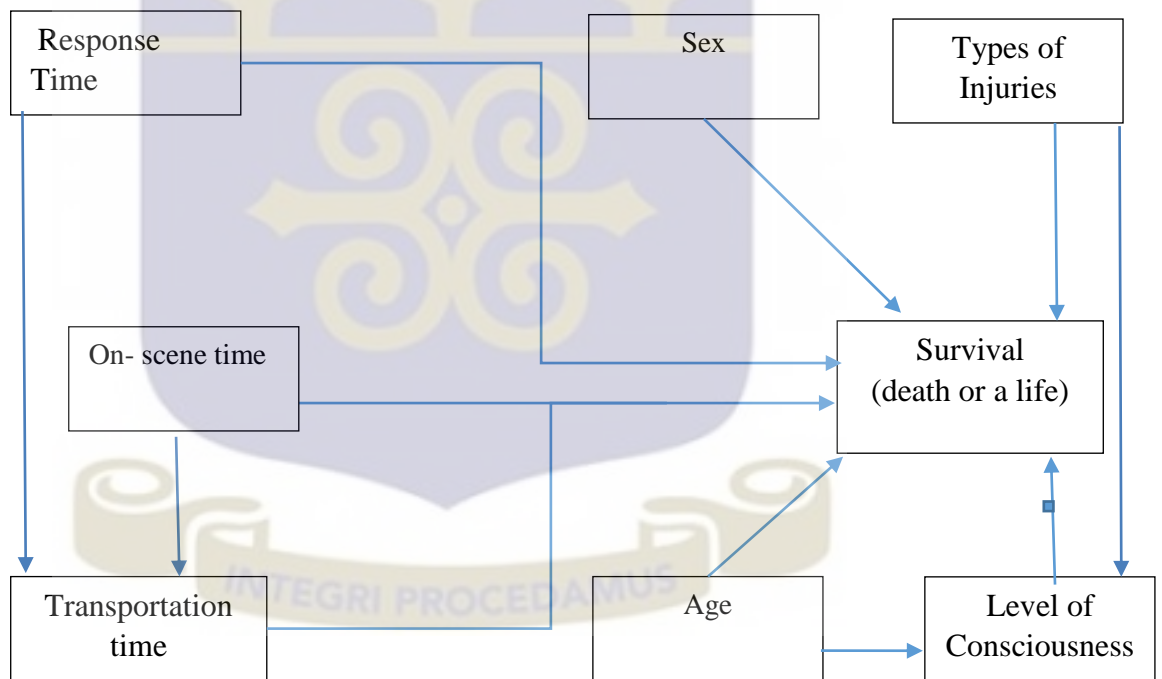 Response
Time
Sex
Types of
Injuries
On- scene time
Survival
(death or a life)
INTEGRI PROCEDAMUS
Transportation
time
Age
Level of
Consciousness